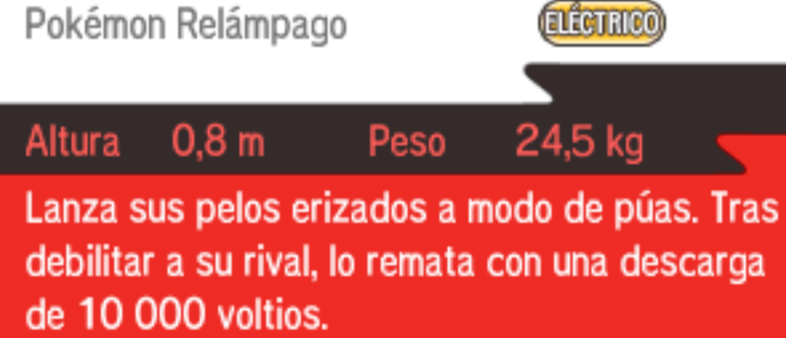 Pokémon Relámpago ELÉCTRICO
Altura 0,8 m Peso 24,5 kg
Lanza sus pelos erizados a modo de púas. Tras
debilitar a su rival, lo remata con una descarga
de 10 000 voltios.